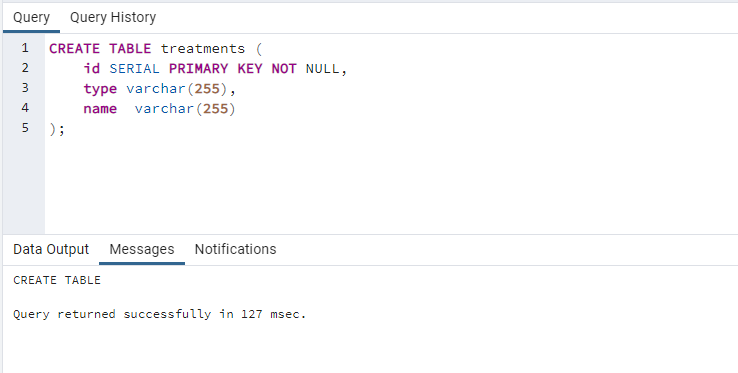 Query Query History
1 CREATE TABLE treatments (
2 id SERIAL PRIMARY KEY NOT NULL,
3 type varchar(255),
4 name  varchar(255)
5 );
Data Output Messages Notifications
CREATE TABLE
Query returned successfully in 127 msec.